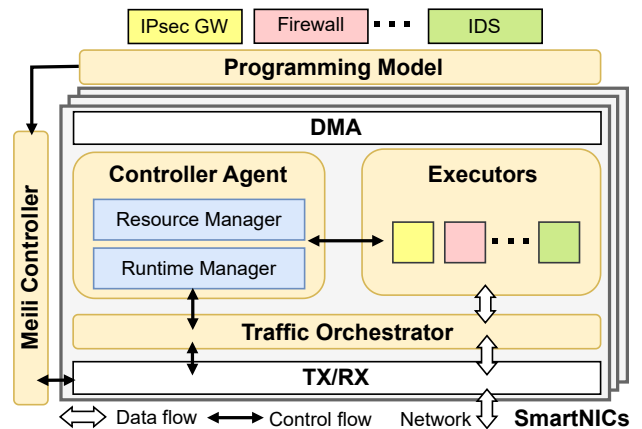 IPsec GW
Firewall
IDS
Programming Model
DMA
Controller Agent
Executors
Resource Manager
Runtime Manager
Meili Controller
Traffic Orchestrator
TX/RX
Data flow
Control flow
Network
SmartNICs